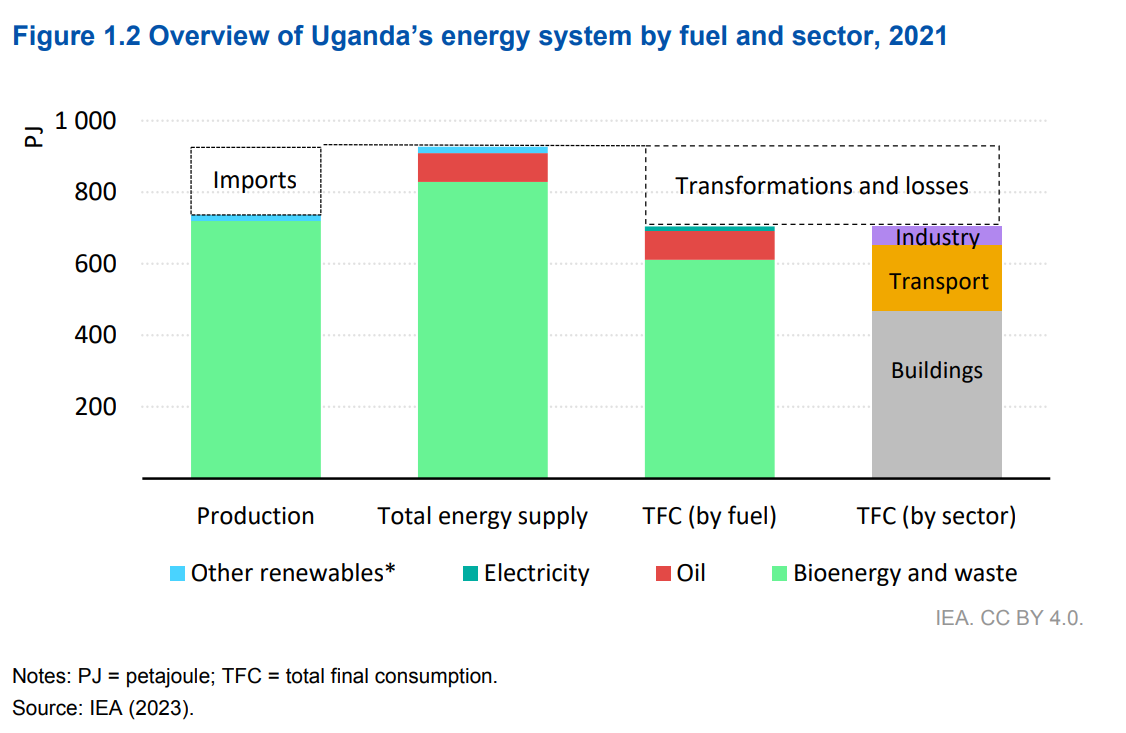 Figure 1.2 Overview of Uganda's energy system by fuel and sector, 2021
PJ
1 000
800
600
400
200
Imports
Transformations and losses
Industry
Transport
Buildings
Production
Total energy supply
TFC (by fuel)
TFC (by sector)
Other renewables*
Electricity
Oil
Bioenergy and waste
IEA. CC BY 4.0.
Notes: PJ = petajoule; TFC = total final consumption.
Source: IEA (2023).